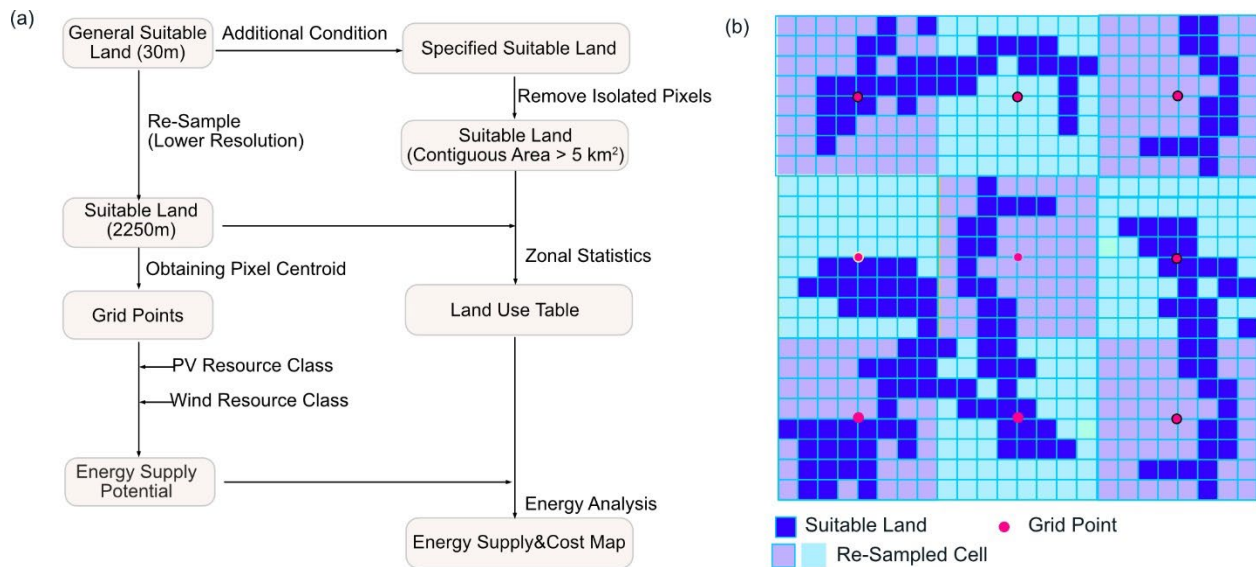 (a)
General Suitable
Land (30m)
Additional Condition
Specified Suitable Land
Remove Isolated Pixels
Re-Sample
(Lower Resolution)
Suitable Land
(Contiguous Area > 5 km²)
Suitable Land
(2250m)
Obtaining Pixel Centroid
Zonal Statistics
Grid Points
Land Use Table
PV Resource Class
Wind Resource Class
Energy Supply
Potential
Energy Analysis
Energy Supply&Cost Map
(b)
Suitable Land
Grid Point
Re-Sampled Cell